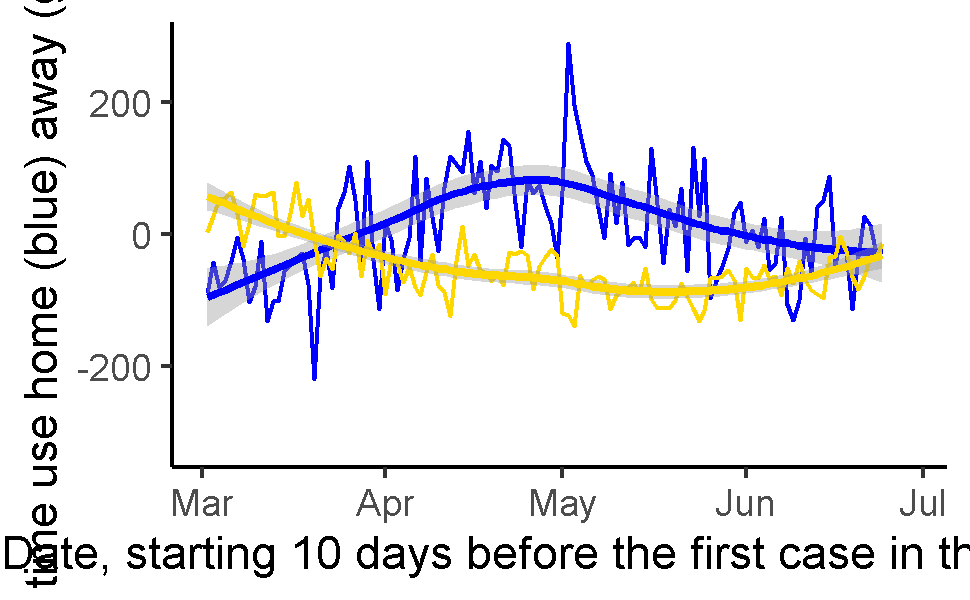 time use home (blue) away (g
200
0
-200
Mar Apr May Jun Jul
Date, starting 10 days before the first case in th